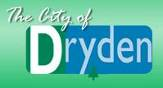 The City of
Dryden